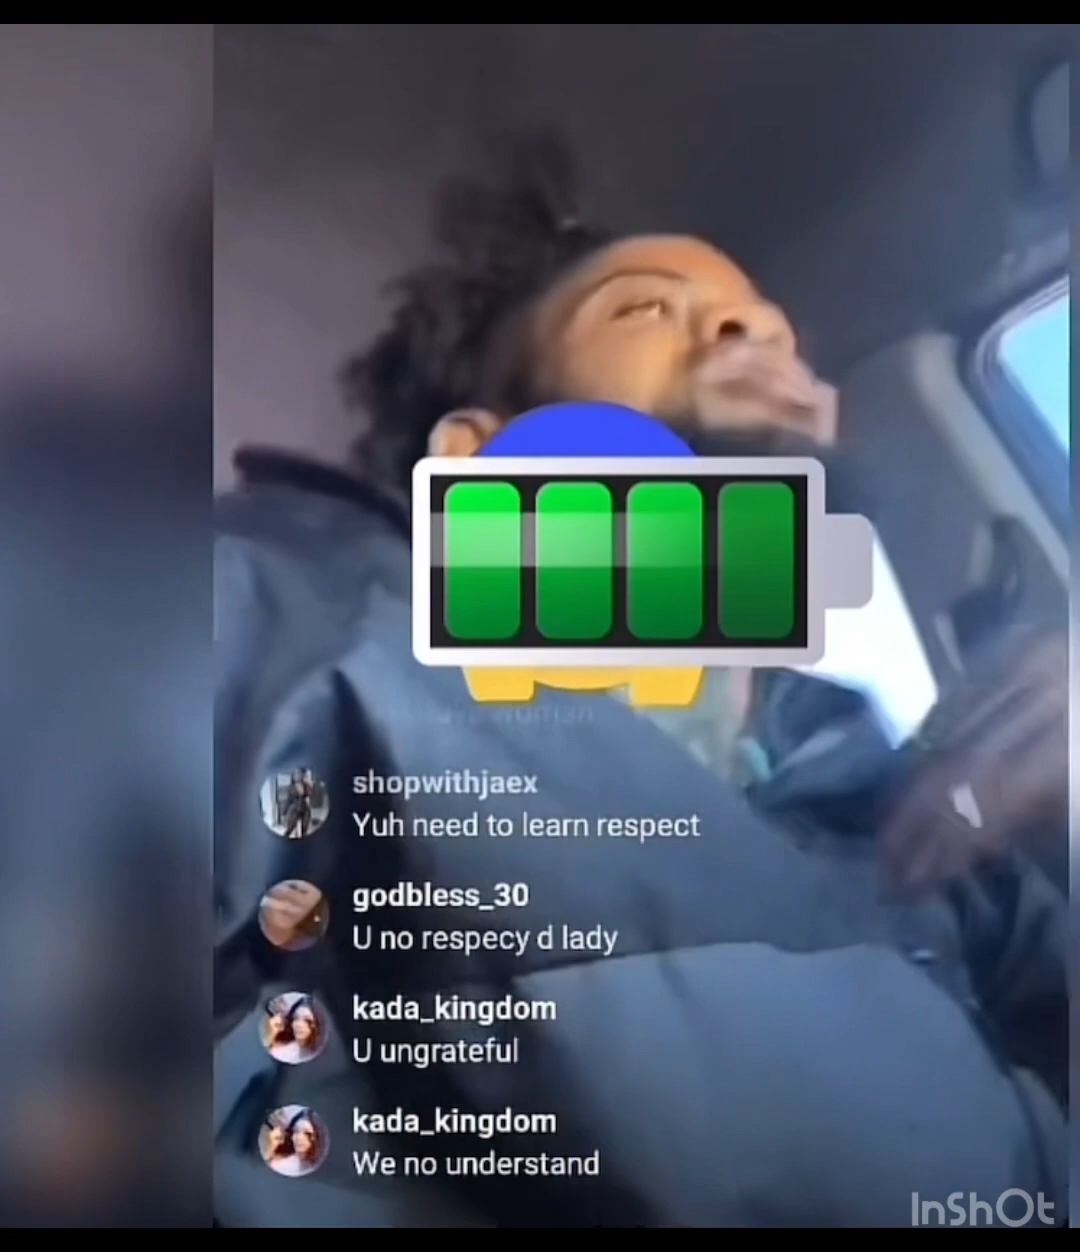 shopwithjaex
Yuh need to learn respect
godbless_30
U no respecy d lady
kada_kingdom
U ungrateful
kada_kingdom
We no understand
InShOt